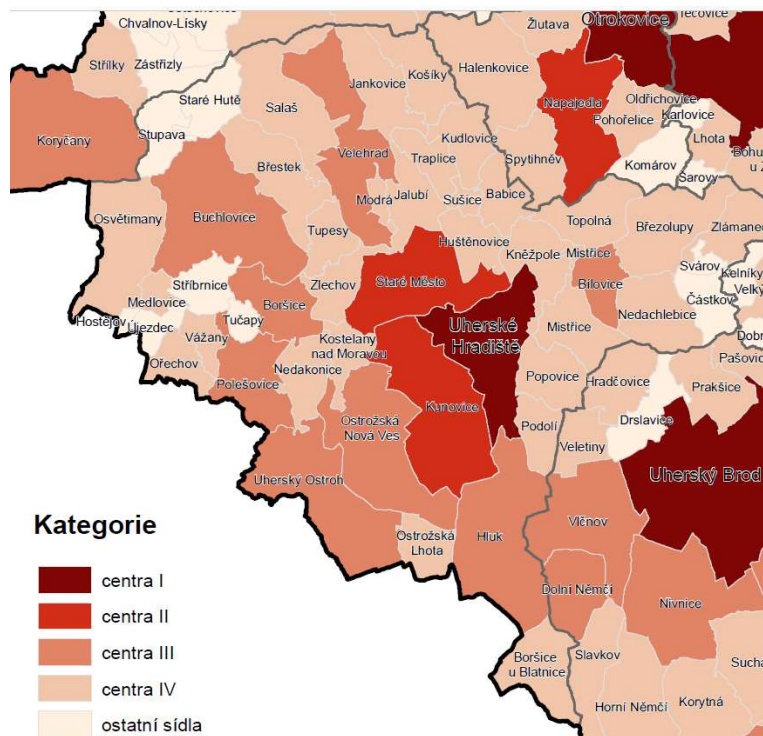 Chvalnov-Lísky
Žlutava
Otrokovice
Tečovice
Střílky
Zástřizly
Jankovice
Košíky
Halenkovice
Staré Hutě
Salaš
Napajedla
Oldřichovice
Karlovice
Pohořelice
Koryčany
Stupava
Velehrad
Kudlovice
Traplice
Spytihněv
Lhota
Břestek
Komárov
Šarovy
Modrá
Jalubí
Sušice
Babice
Osvětimany
Buchlovice
Tupesy
Topolná
Březolupy
Zlámanec
Huštěnovice
Kněžpole
Mistřice
Stříbrnice
Zlechov
Staré Město
Bílovice
Svárov
Kelníky
Částkov
Medlovice
Boršice
Nedachlebice
Hostějov
Újezdec
Tučapy
Uherské
Hradiště
Mistřice
Vážany
Kostelany
nad Moravou
Ořechov
Nedakonice
Popovice
Hradčovice
Prakšice
Polešovice
Kunovice
Ostrožská
Nová Ves
Podolí
Drslavice
Veletiny
Uherský Ostroh
Uherský Brod
Kategorie
Vlčnov
Ostrožská
Lhota
Hluk
centra I
Dolní Němčí
Nivnice
centra II
centra III
Boršice
u Blatnice
Slavkov
centra IV
Horní Němčí
Korytná
ostatní sídla